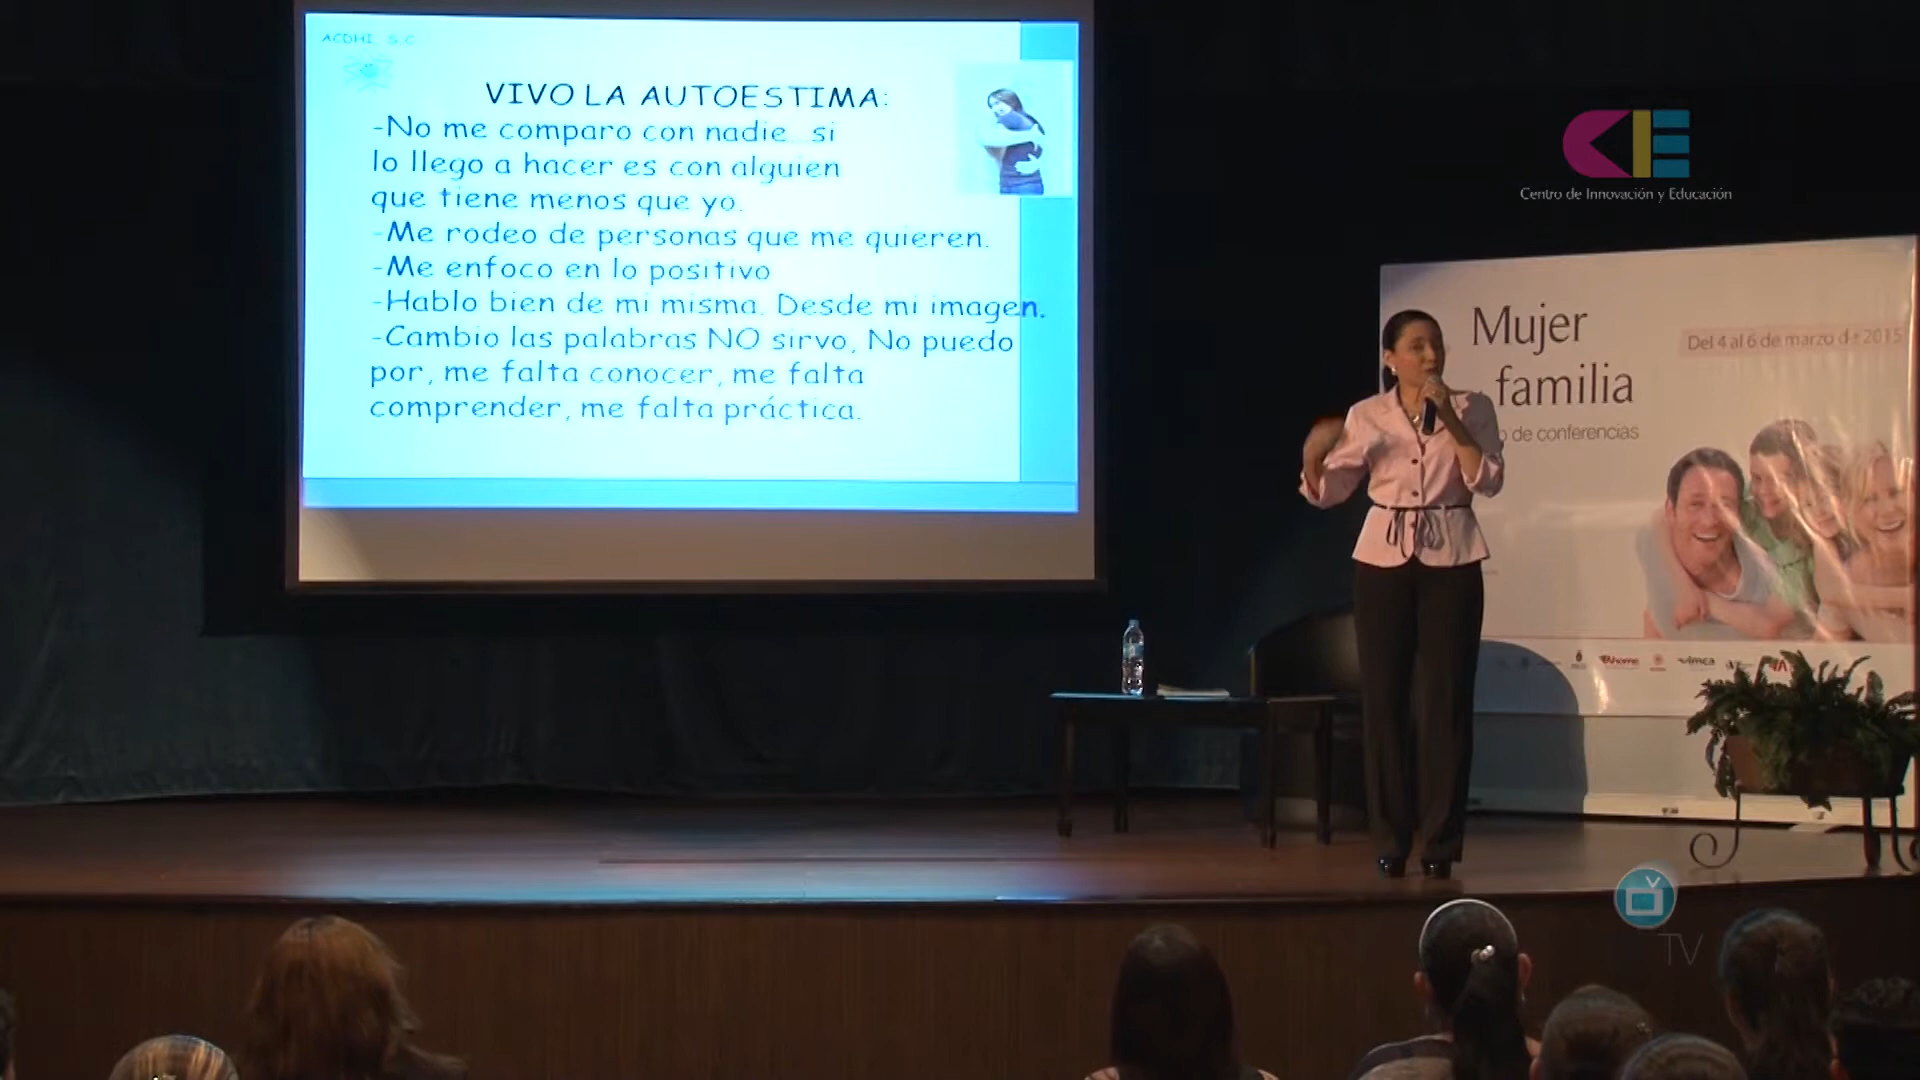 ACDHI, S.C
VIVO LA AUTOESTIMA:
-No me comparo con nadie...si
lo llego a hacer es con alguien
que tiene menos que yo.
-Me rodeo de personas que me quieren.
-Me enfoco en lo positivo
-Hablo bien de mi misma. Desde mi imagen.
-Cambio las palabras NO sirvo, No puedo
por, me falta conocer, me falta
comprender, me falta práctica.
CIE
Centro de Innovación y Educación
Mujer
familia
Del 4 al 6 de marzo de 2015
de conferencias
Ahome
vimca
TV